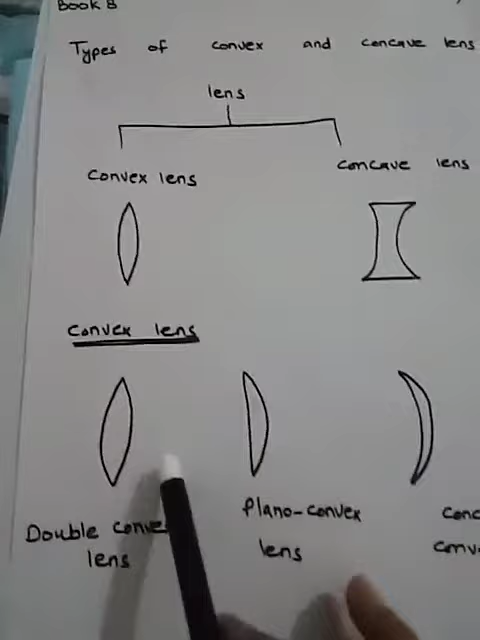 Book B
Types of convex and concave lens
lens
Convex lens
Concave lens
Convex lens
Double
lens
Plano-convex
lens